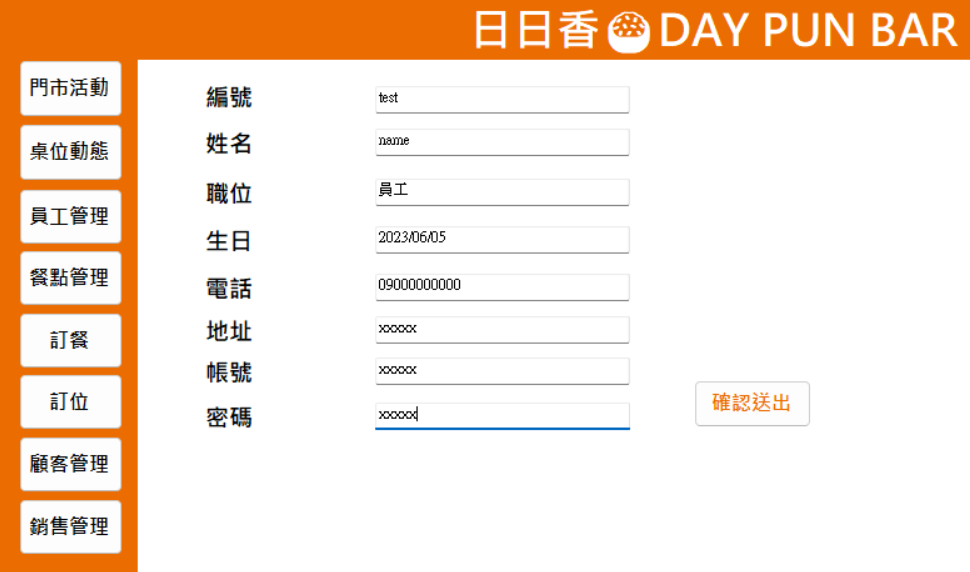 日日香 DAY PUN BAR
門市活動
桌位動態
員工管理
餐點管理
訂餐
訂位
顧客管理
銷售管理
編號 test
姓名 name
職位 員工
生日 2023/06/05
電話 09000000000
地址 xxxxx
帳號 xxxxx
密碼 xxxxx
確認送出